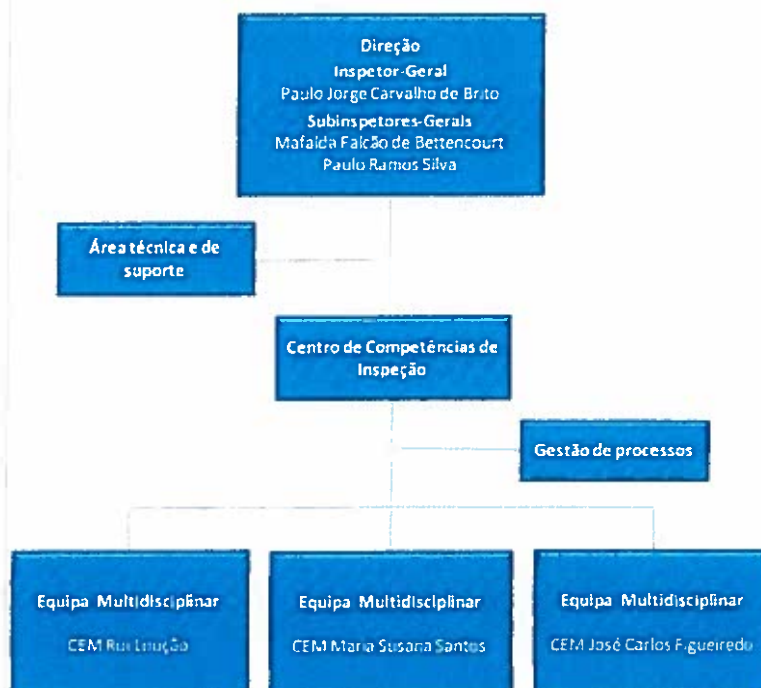 Direção
Inspetor-Geral
Paulo Jorge Carvalho de Brito
Subinspetores-Gerais
Mafalda Falcão de Bettencourt
Paulo Ramos Silva
Área técnica e de
suporte
Centro de Competências de
Inspeção
Gestão de processos
Equipa Multidisciplinar
CEM Rui Loução
Equipa Multidisciplinar
CEM Maria Susana Santos
Equipa Multidisciplinar
CEM José Carlos Figueiredo